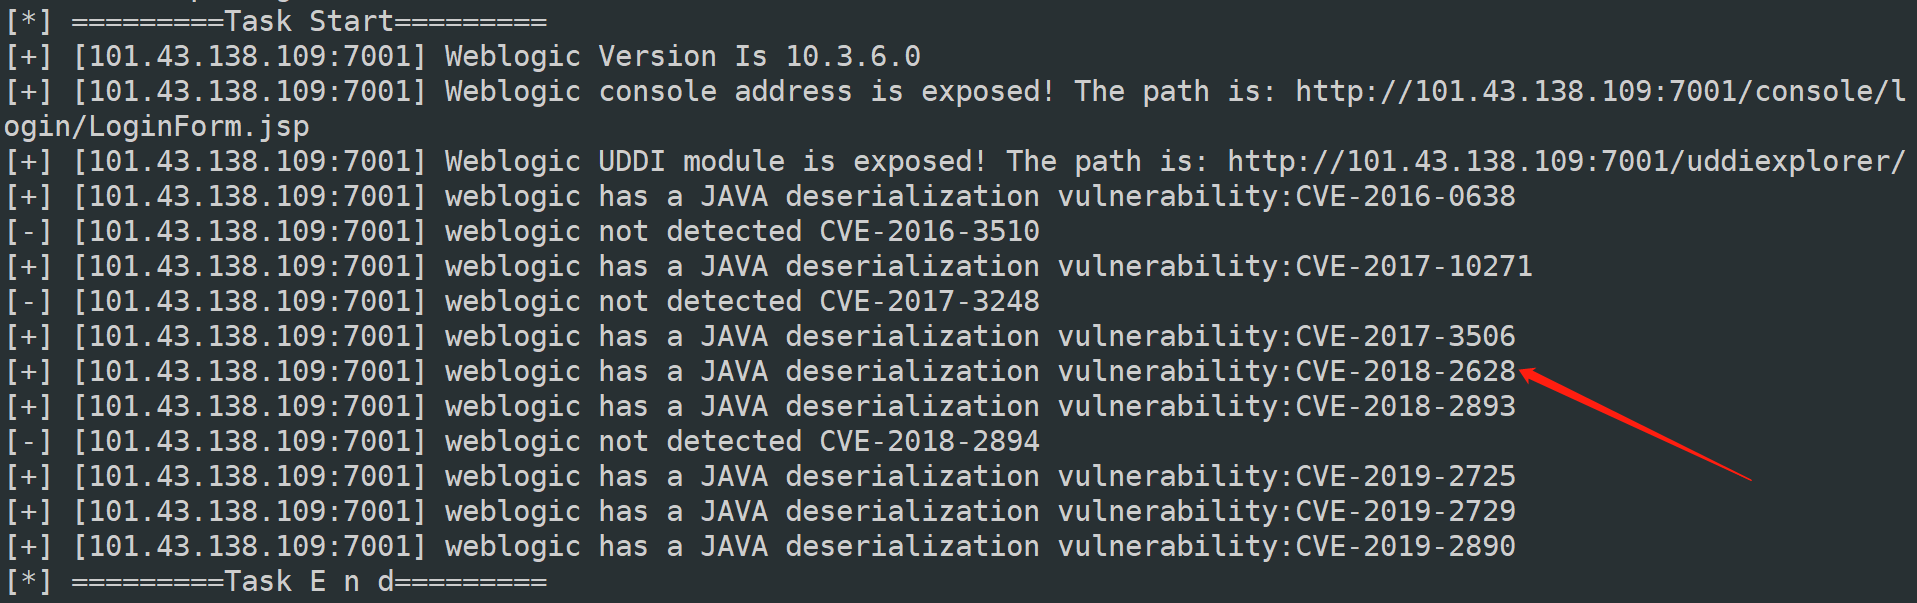 [*] =========Task Start=========
[+] [101.43.138.109:7001] Weblogic Version Is 10.3.6.0
[+] [101.43.138.109:7001] Weblogic console address is exposed! The path is: http://101.43.138.109:7001/console/l
ogin/LoginForm.jsp
[+] [101.43.138.109:7001] Weblogic UDDI module is exposed! The path is: http://101.43.138.109:7001/uddiexplorer/
[+] [101.43.138.109:7001] weblogic has a JAVA deserialization vulnerability:CVE-2016-0638
[-] [101.43.138.109:7001] weblogic not detected CVE-2016-3510
[+] [101.43.138.109:7001] weblogic has a JAVA deserialization vulnerability:CVE-2017-10271
[-] [101.43.138.109:7001] weblogic not detected CVE-2017-3248
[+] [101.43.138.109:7001] weblogic has a JAVA deserialization vulnerability:CVE-2017-3506
[+] [101.43.138.109:7001] weblogic has a JAVA deserialization vulnerability:CVE-2018-2628
[+] [101.43.138.109:7001] weblogic has a JAVA deserialization vulnerability:CVE-2018-2893
[-] [101.43.138.109:7001] weblogic not detected CVE-2018-2894
[+] [101.43.138.109:7001] weblogic has a JAVA deserialization vulnerability:CVE-2019-2725
[+] [101.43.138.109:7001] weblogic has a JAVA deserialization vulnerability:CVE-2019-2729
[+] [101.43.138.109:7001] weblogic has a JAVA deserialization vulnerability:CVE-2019-2890
[*] =========Task E n d=========